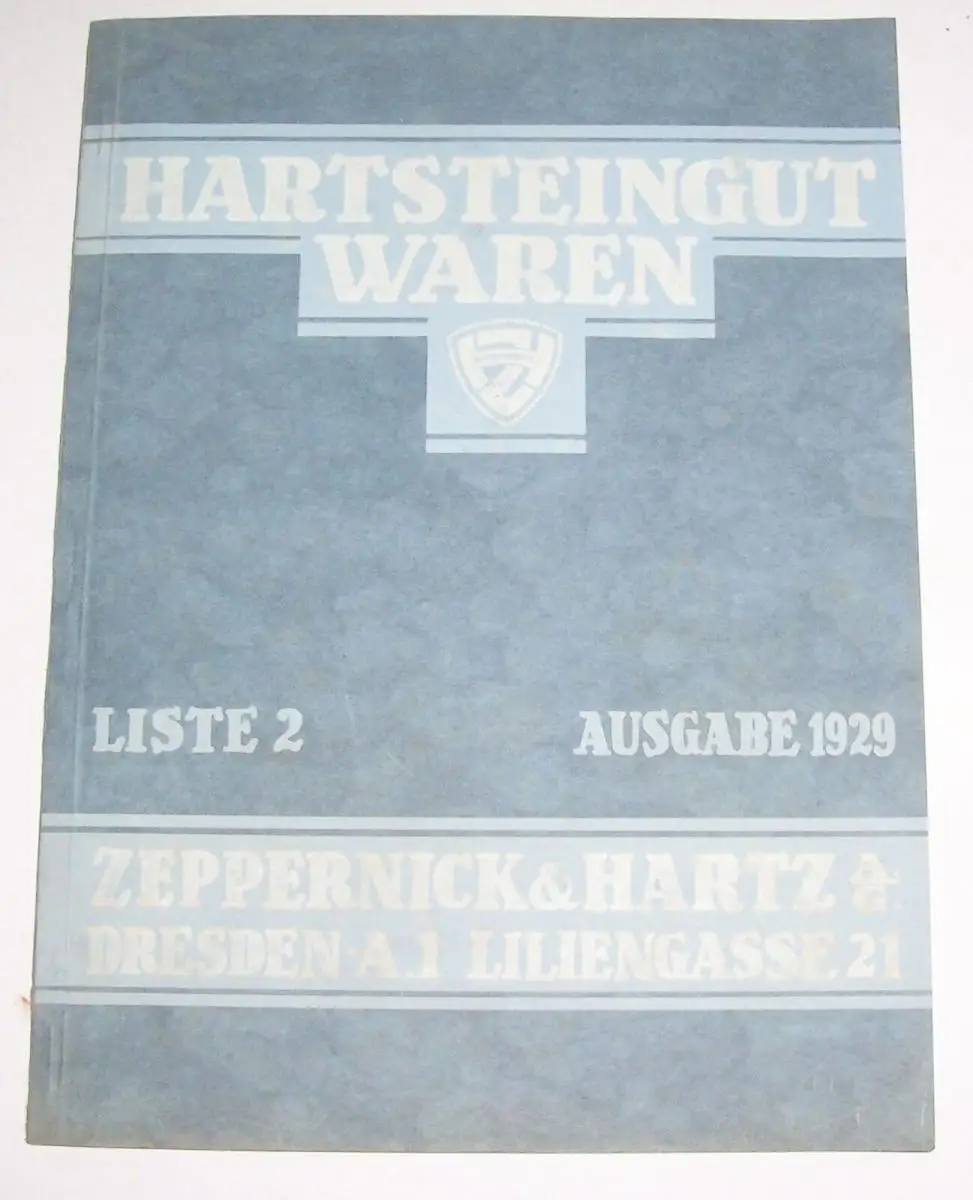 HARTSTEINGUT
WAREN
LISTE 2 AUSGABE 1929
ZEPPERNICK & HARTZ A/G
DRESDEN-A.1 LILIENGASSE 21